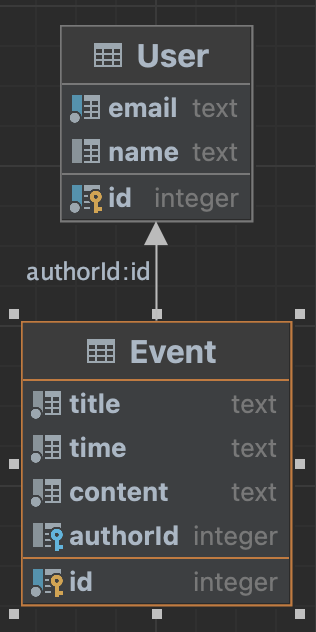 User
email text
name text
id integer
authorId:id
Event
title text
time text
content text
authorId integer
id integer